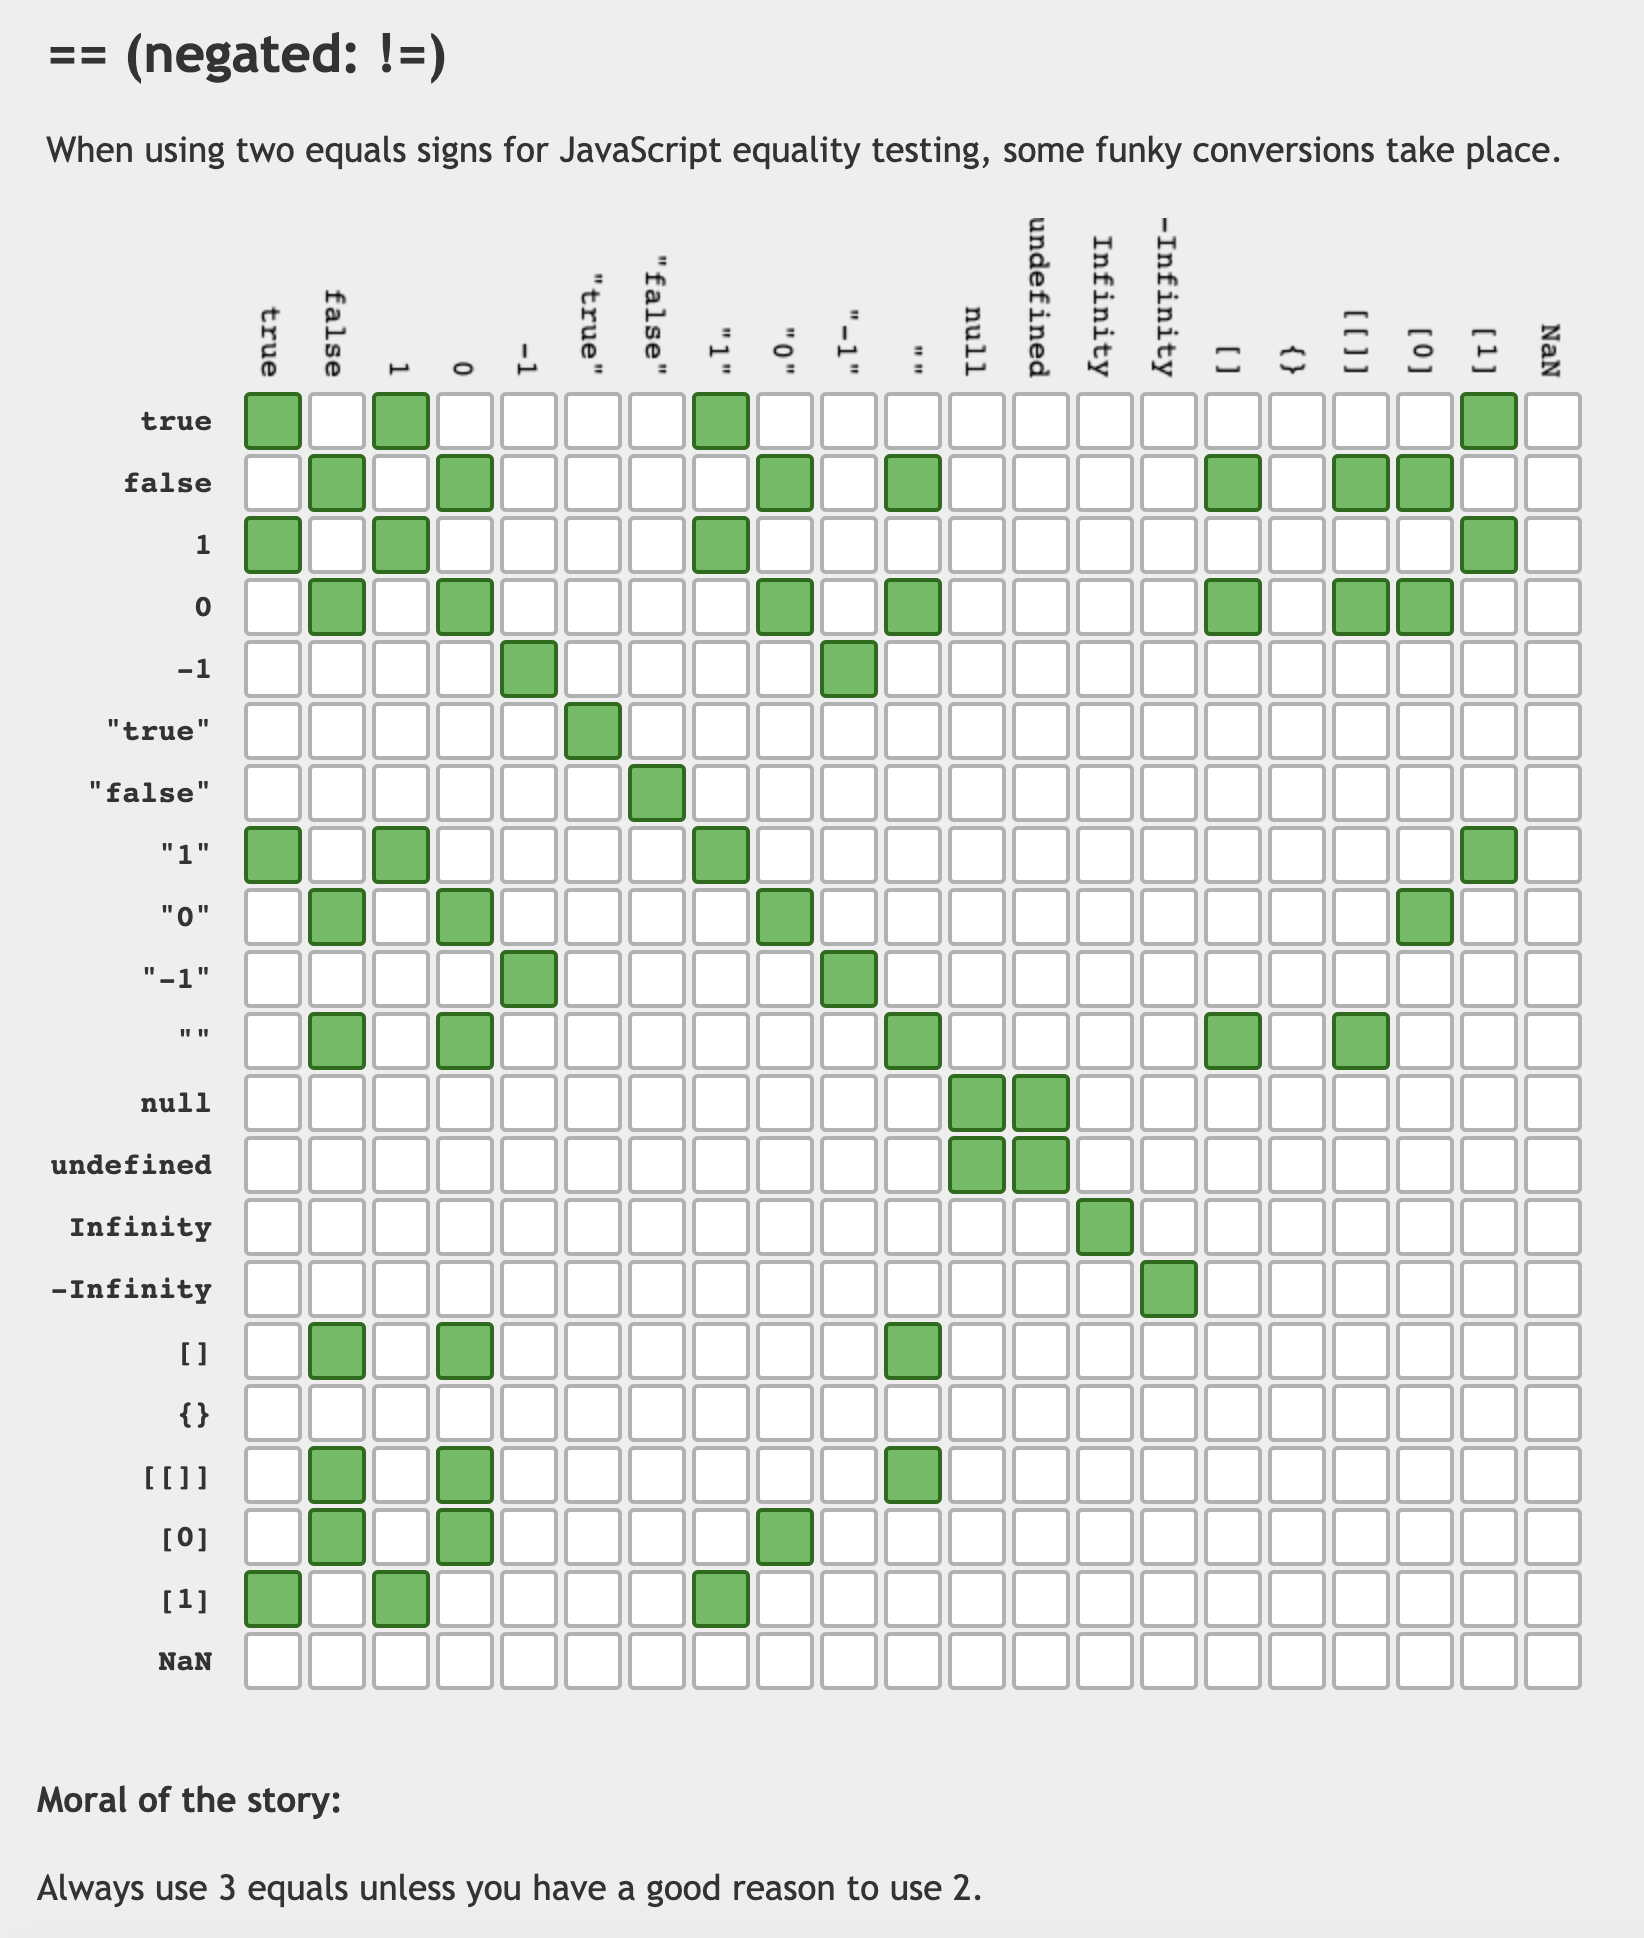 == (negated: !=)
When using two equals signs for JavaScript equality testing, some funky conversions take place.
true
false
1
0
-1
"true"
"false"
"1"
"0"
"-1"
""
null
undefined
Infinity
-Infinity
[]
{}
[[]]
[0]
[1]
NaN
true
false
1
0
-1
"true"
"false"
"1"
"0"
"-1"
""
null
undefined
Infinity
-Infinity
[]
{}
[[]]
[0]
[1]
NaN
Moral of the story:
Always use 3 equals unless you have a good reason to use 2.